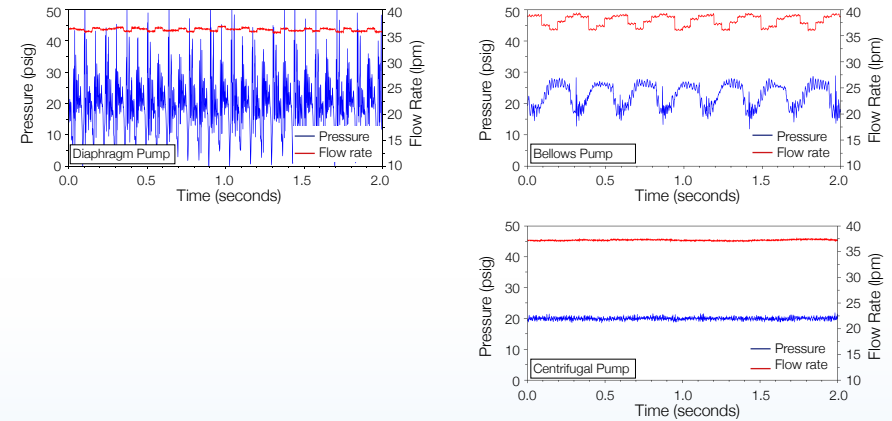 50
40
30
20
10
0
Pressure (psig)
40
35
30
25
20
15
10
Flow Rate (lpm)
Pressure
Flow rate
Diaphragm Pump
0.0 0.5 1.0 1.5 2.0
Time (seconds)
50
40
30
20
10
0
Pressure (psig)
40
35
30
25
20
15
10
Flow Rate (lpm)
Pressure
Flow rate
Bellows Pump
0.0 0.5 1.0 1.5 2.0
Time (seconds)
50
40
30
20
10
0
Pressure (psig)
40
35
30
25
20
15
10
Flow Rate (lpm)
Pressure
Flow rate
Centrifugal Pump
0.0 0.5 1.0 1.5 2.0
Time (seconds)